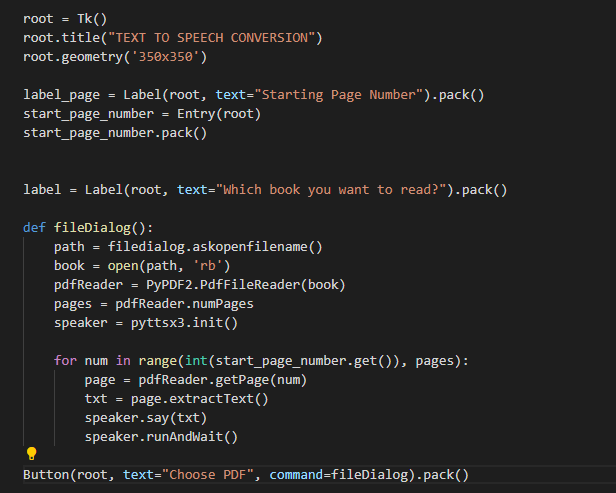 root = Tk()
root.title("TEXT TO SPEECH CONVERSION")
root.geometry('350x350')
label_page = Label(root, text="Starting Page Number").pack()
start_page_number = Entry(root)
start_page_number.pack()
label = Label(root, text="Which book you want to read?").pack()
def fileDialog():
    path = filedialog.askopenfilename()
    book = open(path, 'rb')
    pdfReader = PyPDF2.PdfFileReader(book)
    pages = pdfReader.numPages
    speaker = pyttsx3.init()
    for num in range(int(start_page_number.get()), pages):
        page = pdfReader.getPage(num)
        txt = page.extractText()
        speaker.say(txt)
        speaker.runAndWait()
Button(root, text="Choose PDF", command=fileDialog).pack()